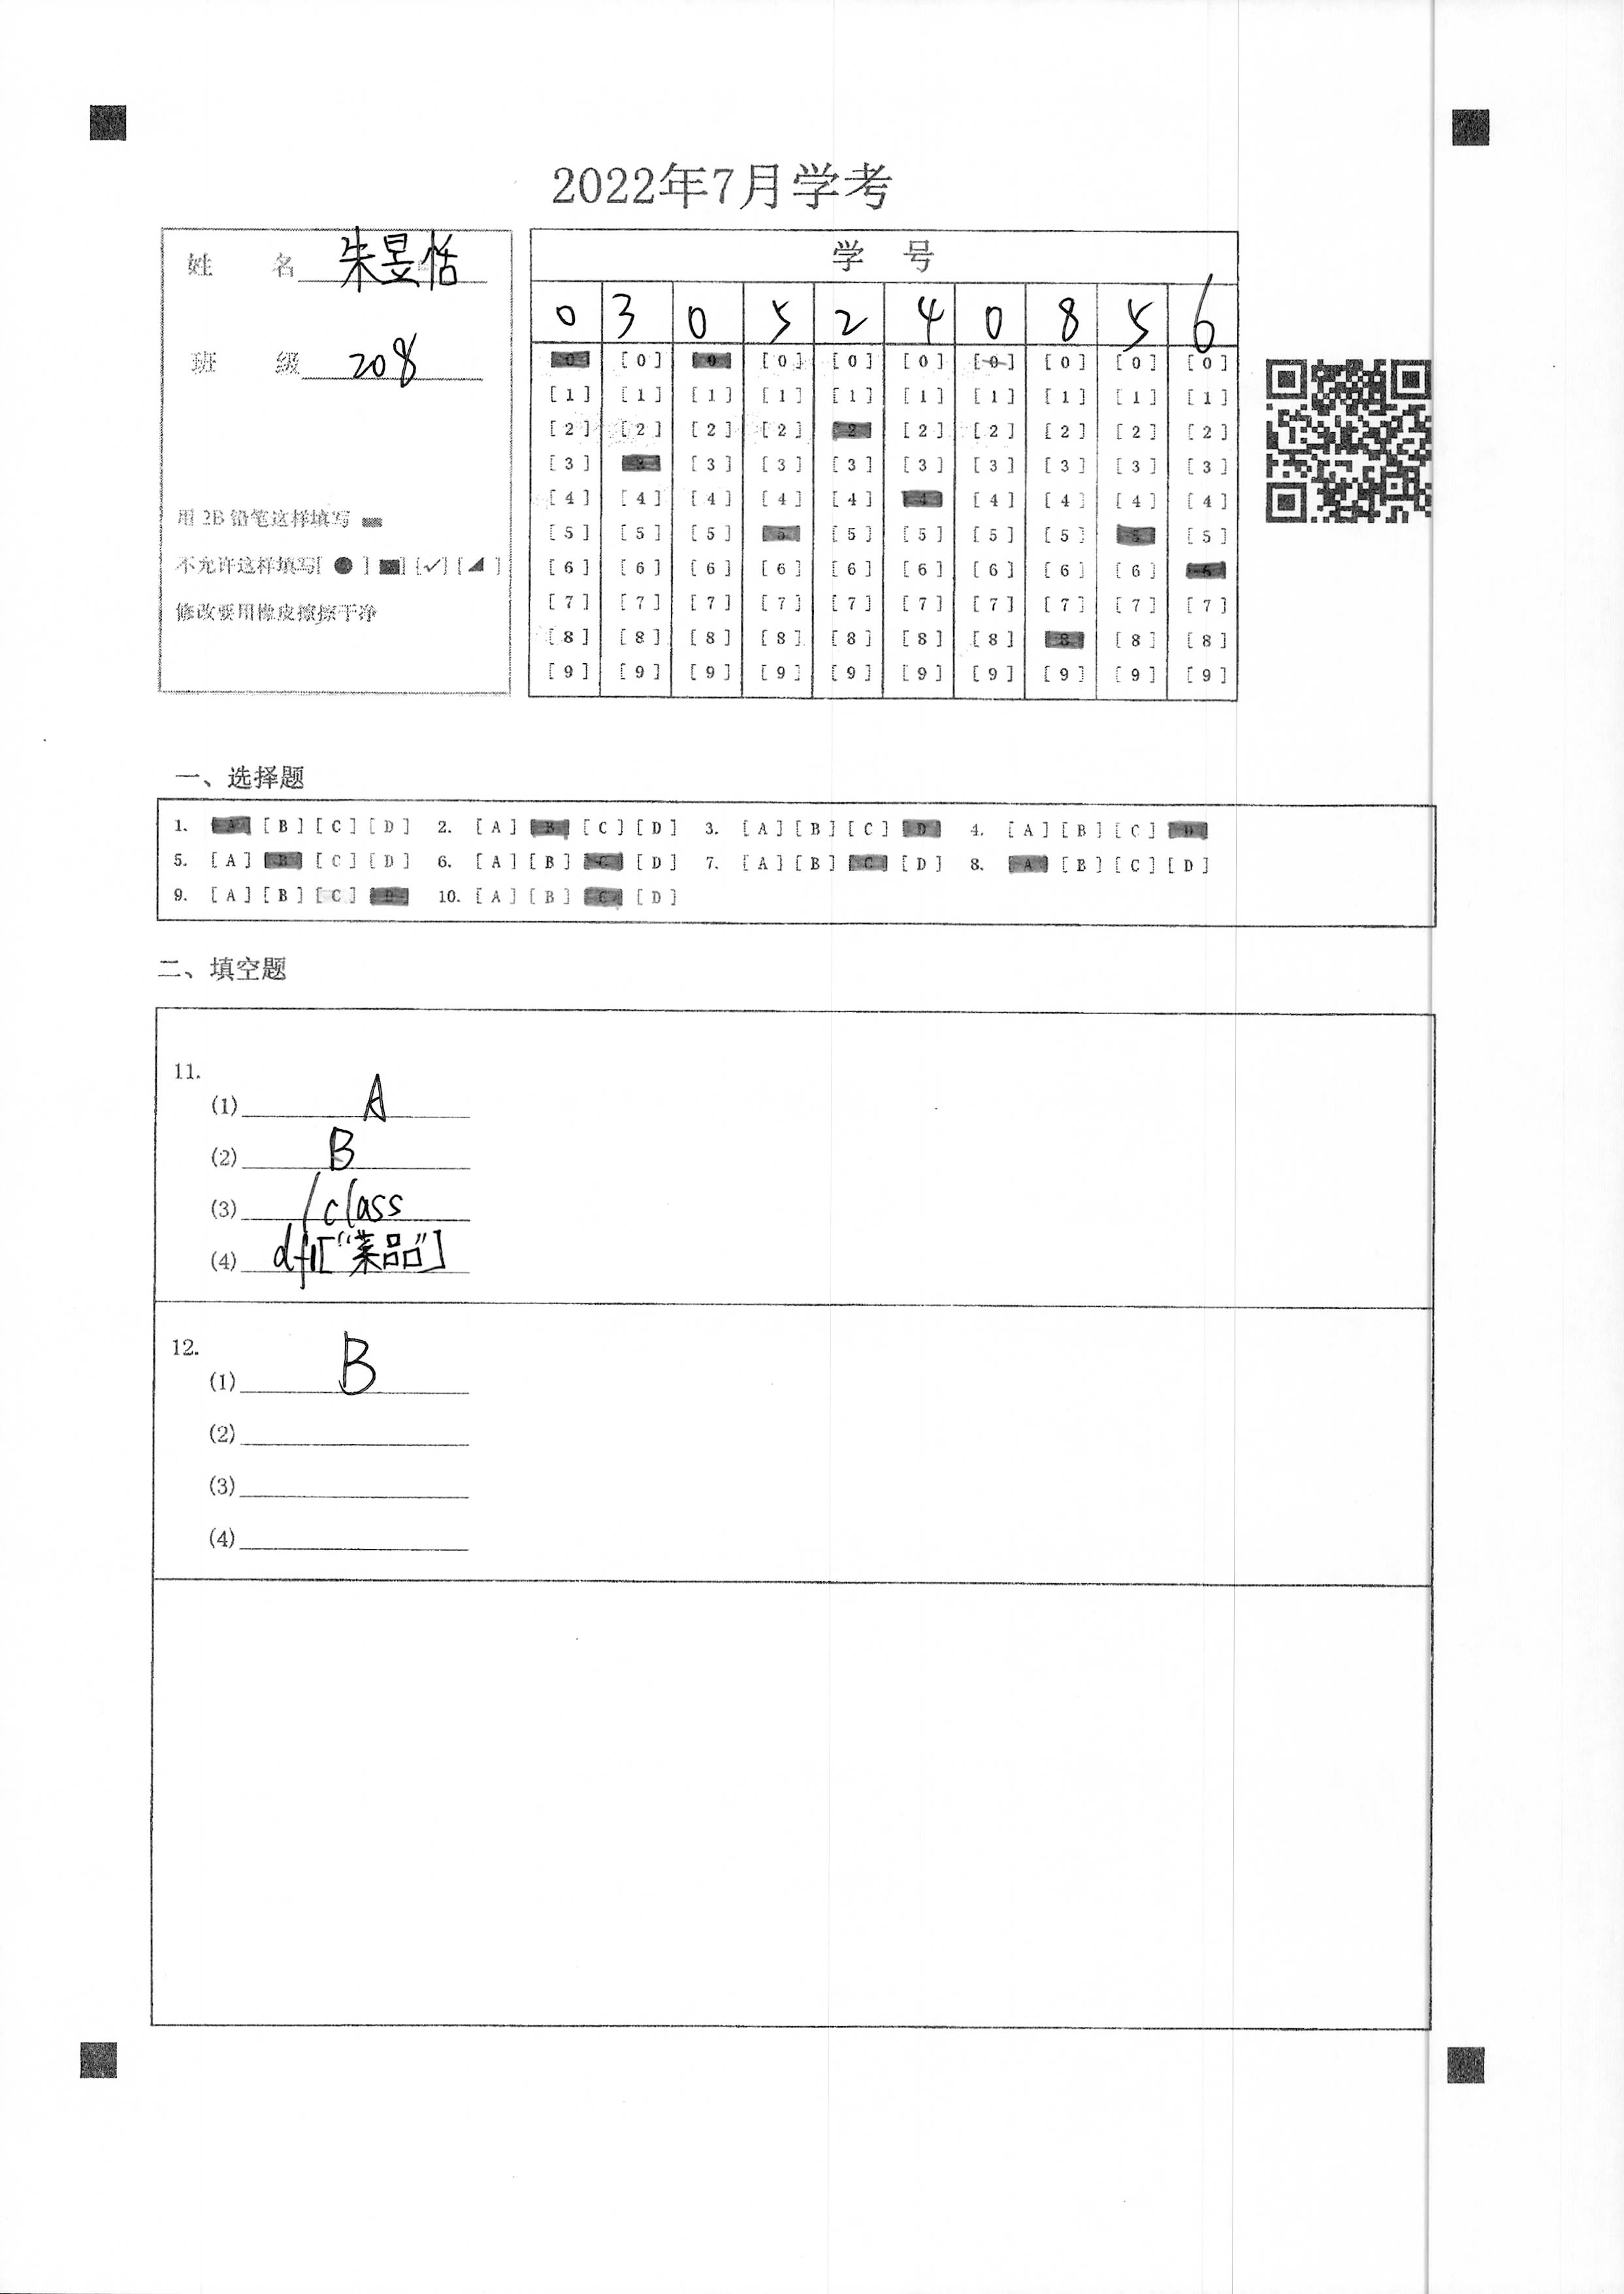 2022年7月学考
姓 名 朱昱恬
班 级 208
用 2B 铅笔这样填写
不允许这样填写[ ● ] [■] [✓] [◢ ]
修改要用橡皮擦擦干净
学 号
0 3 0 5 2 4 0 8 5 6
[0] [0] [0] [0] [0] [0] [0] [0] [0] [0]
[1] [1] [1] [1] [1] [1] [1] [1] [1] [1]
[2] [2] [2] [2] [2] [2] [2] [2] [2] [2]
[3] [3] [3] [3] [3] [3] [3] [3] [3] [3]
[4] [4] [4] [4] [4] [4] [4] [4] [4] [4]
[5] [5] [5] [5] [5] [5] [5] [5] [5] [5]
[6] [6] [6] [6] [6] [6] [6] [6] [6] [6]
[7] [7] [7] [7] [7] [7] [7] [7] [7] [7]
[8] [8] [8] [8] [8] [8] [8] [8] [8] [8]
[9] [9] [9] [9] [9] [9] [9] [9] [9] [9]
一、选择题
1. [A] [B] [C] [D] 2. [A] [B] [C] [D] 3. [A] [B] [C] [D] 4. [A] [B] [C] [D]
5. [A] [B] [C] [D] 6. [A] [B] [C] [D] 7. [A] [B] [C] [D] 8. [A] [B] [C] [D]
9. [A] [B] [C] [D] 10. [A] [B] [C] [D]
二、填空题
11.
(1) A
(2) B
(3) /class
(4) df1["菜品"]
12.
(1) B
(2)
(3)
(4)